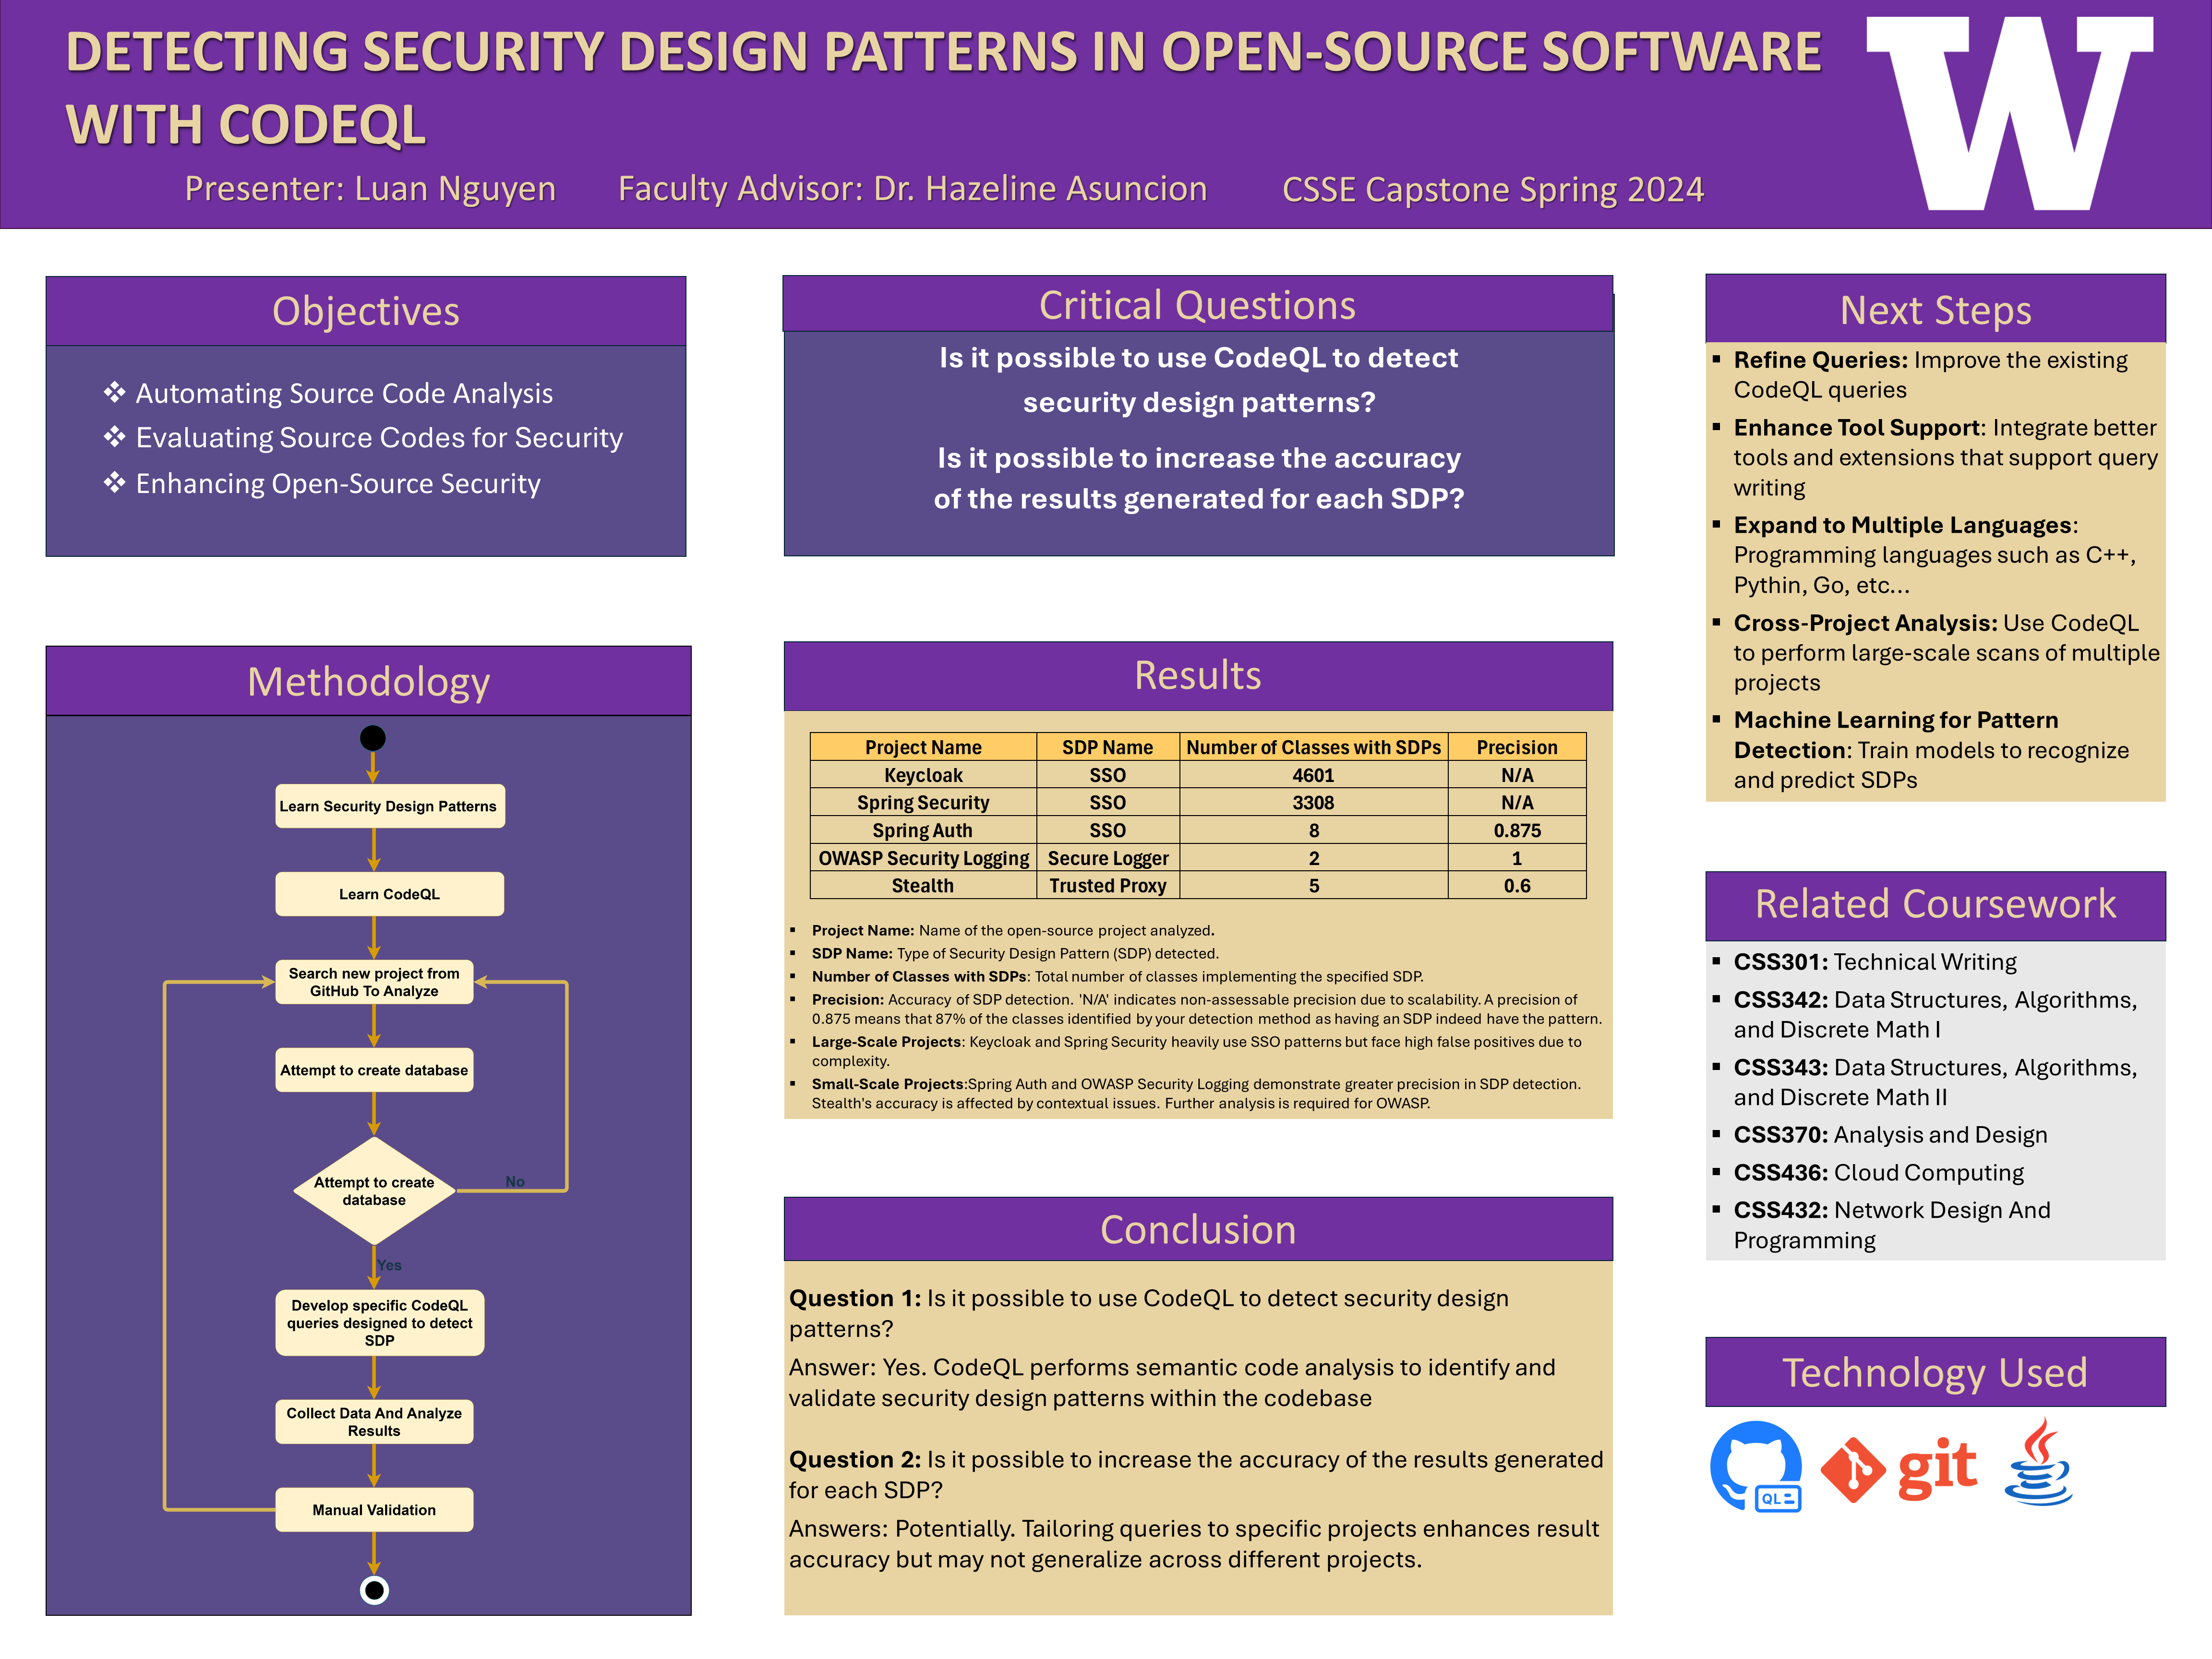 DETECTING SECURITY DESIGN PATTERNS IN OPEN-SOURCE SOFTWARE
WITH CODEQL
Presenter: Luan Nguyen Faculty Advisor: Dr. Hazeline Asuncion CSSE Capstone Spring 2024
W
Objectives
❖ Automating Source Code Analysis
❖ Evaluating Source Codes for Security
❖ Enhancing Open-Source Security
Methodology
Learn Security Design Patterns
Learn CodeQL
Search new project from
GitHub To Analyze
Attempt to create database
Attempt to create
database
No
Yes
Develop specific CodeQL
queries designed to detect
SDP
Collect Data And Analyze
Results
Manual Validation
Critical Questions
Is it possible to use CodeQL to detect
security design patterns?
Is it possible to increase the accuracy
of the results generated for each SDP?
Results
Project Name SDP Name Number of Classes with SDPs Precision
Keycloak SSO 4601 N/A
Spring Security SSO 3308 N/A
Spring Auth SSO 8 0.875
OWASP Security Logging Secure Logger 2 1
Stealth Trusted Proxy 5 0.6
▪ Project Name: Name of the open-source project analyzed.
▪ SDP Name: Type of Security Design Pattern (SDP) detected.
▪ Number of Classes with SDPs: Total number of classes implementing the specified SDP.
▪ Precision: Accuracy of SDP detection. 'N/A' indicates non-assessable precision due to scalability. A precision of
0.875 means that 87% of the classes identified by your detection method as having an SDP indeed have the pattern.
▪ Large-Scale Projects: Keycloak and Spring Security heavily use SSO patterns but face high false positives due to
complexity.
▪ Small-Scale Projects:Spring Auth and OWASP Security Logging demonstrate greater precision in SDP detection.
Stealth's accuracy is affected by contextual issues. Further analysis is required for OWASP.
Conclusion
Question 1: Is it possible to use CodeQL to detect security design
patterns?
Answer: Yes. CodeQL performs semantic code analysis to identify and
validate security design patterns within the codebase
Question 2: Is it possible to increase the accuracy of the results generated
for each SDP?
Answers: Potentially. Tailoring queries to specific projects enhances result
accuracy but may not generalize across different projects.
Next Steps
▪ Refine Queries: Improve the existing
CodeQL queries
▪ Enhance Tool Support: Integrate better
tools and extensions that support query
writing
▪ Expand to Multiple Languages:
Programming languages such as C++,
Pythin, Go, etc...
▪ Cross-Project Analysis: Use CodeQL
to perform large-scale scans of multiple
projects
▪ Machine Learning for Pattern
Detection: Train models to recognize
and predict SDPs
Related Coursework
▪ CSS301: Technical Writing
▪ CSS342: Data Structures, Algorithms,
and Discrete Math I
▪ CSS343: Data Structures, Algorithms,
and Discrete Math II
▪ CSS370: Analysis and Design
▪ CSS436: Cloud Computing
▪ CSS432: Network Design And
Programming
Technology Used
QL
git